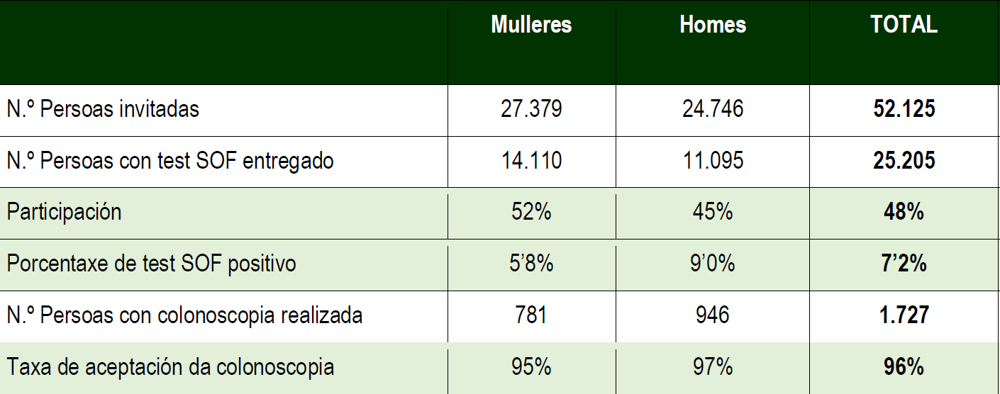 Mulleres Homes TOTAL
N.º Persoas invitadas 27.379 24.746 52.125
N.º Persoas con test SOF entregado 14.110 11.095 25.205
Participación 52% 45% 48%
Porcentaxe de test SOF positivo 5’8% 9’0% 7’2%
N.º Persoas con colonoscopia realizada 781 946 1.727
Taxa de aceptación da colonoscopia 95% 97% 96%